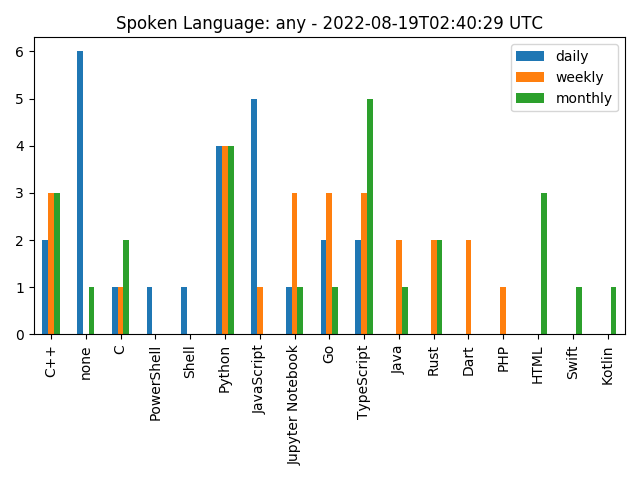 Spoken Language: any - 2022-08-19T02:40:29 UTC
daily
weekly
monthly
6
5
4
3
2
1
0
C++
none
C
PowerShell
Shell
Python
JavaScript
Jupyter Notebook
Go
TypeScript
Java
Rust
Dart
PHP
HTML
Swift
Kotlin